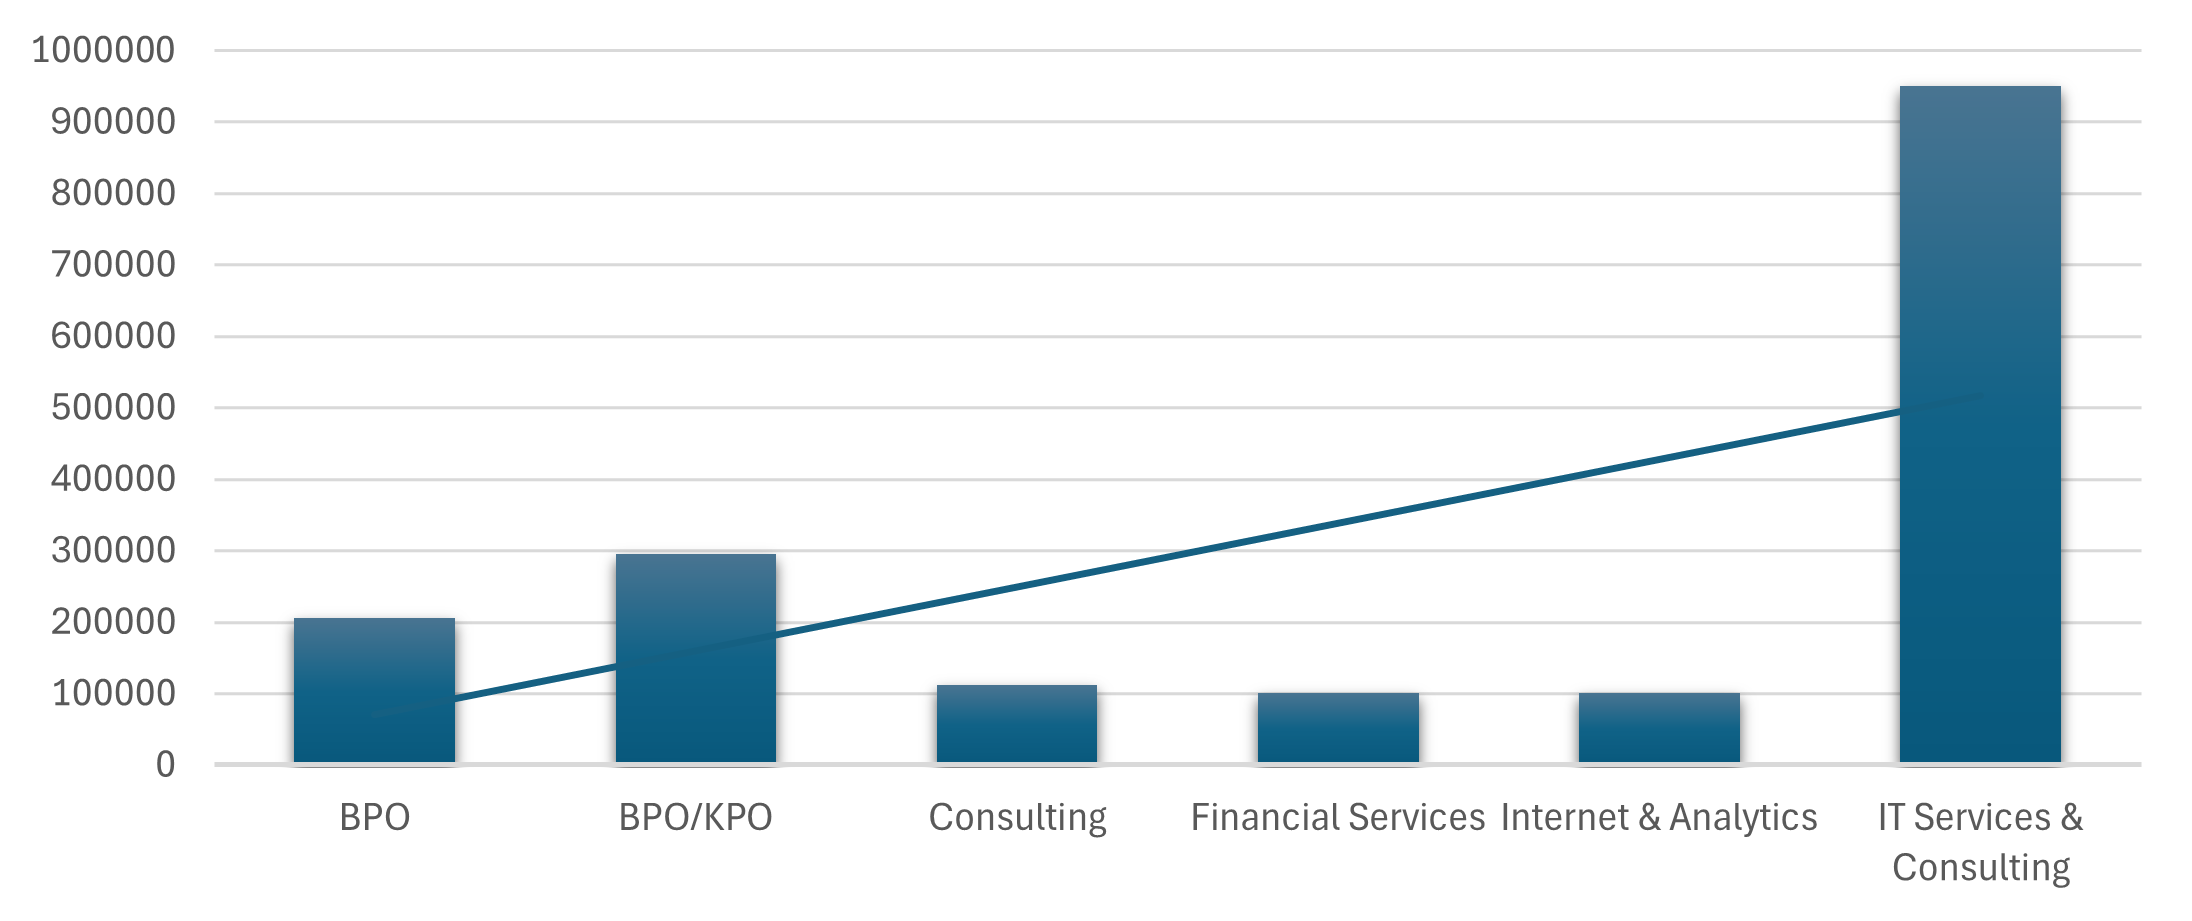 1000000
900000
800000
700000
600000
500000
400000
300000
200000
100000
0
BPO
BPO/KPO
Consulting
Financial Services
Internet & Analytics
IT Services &
Consulting